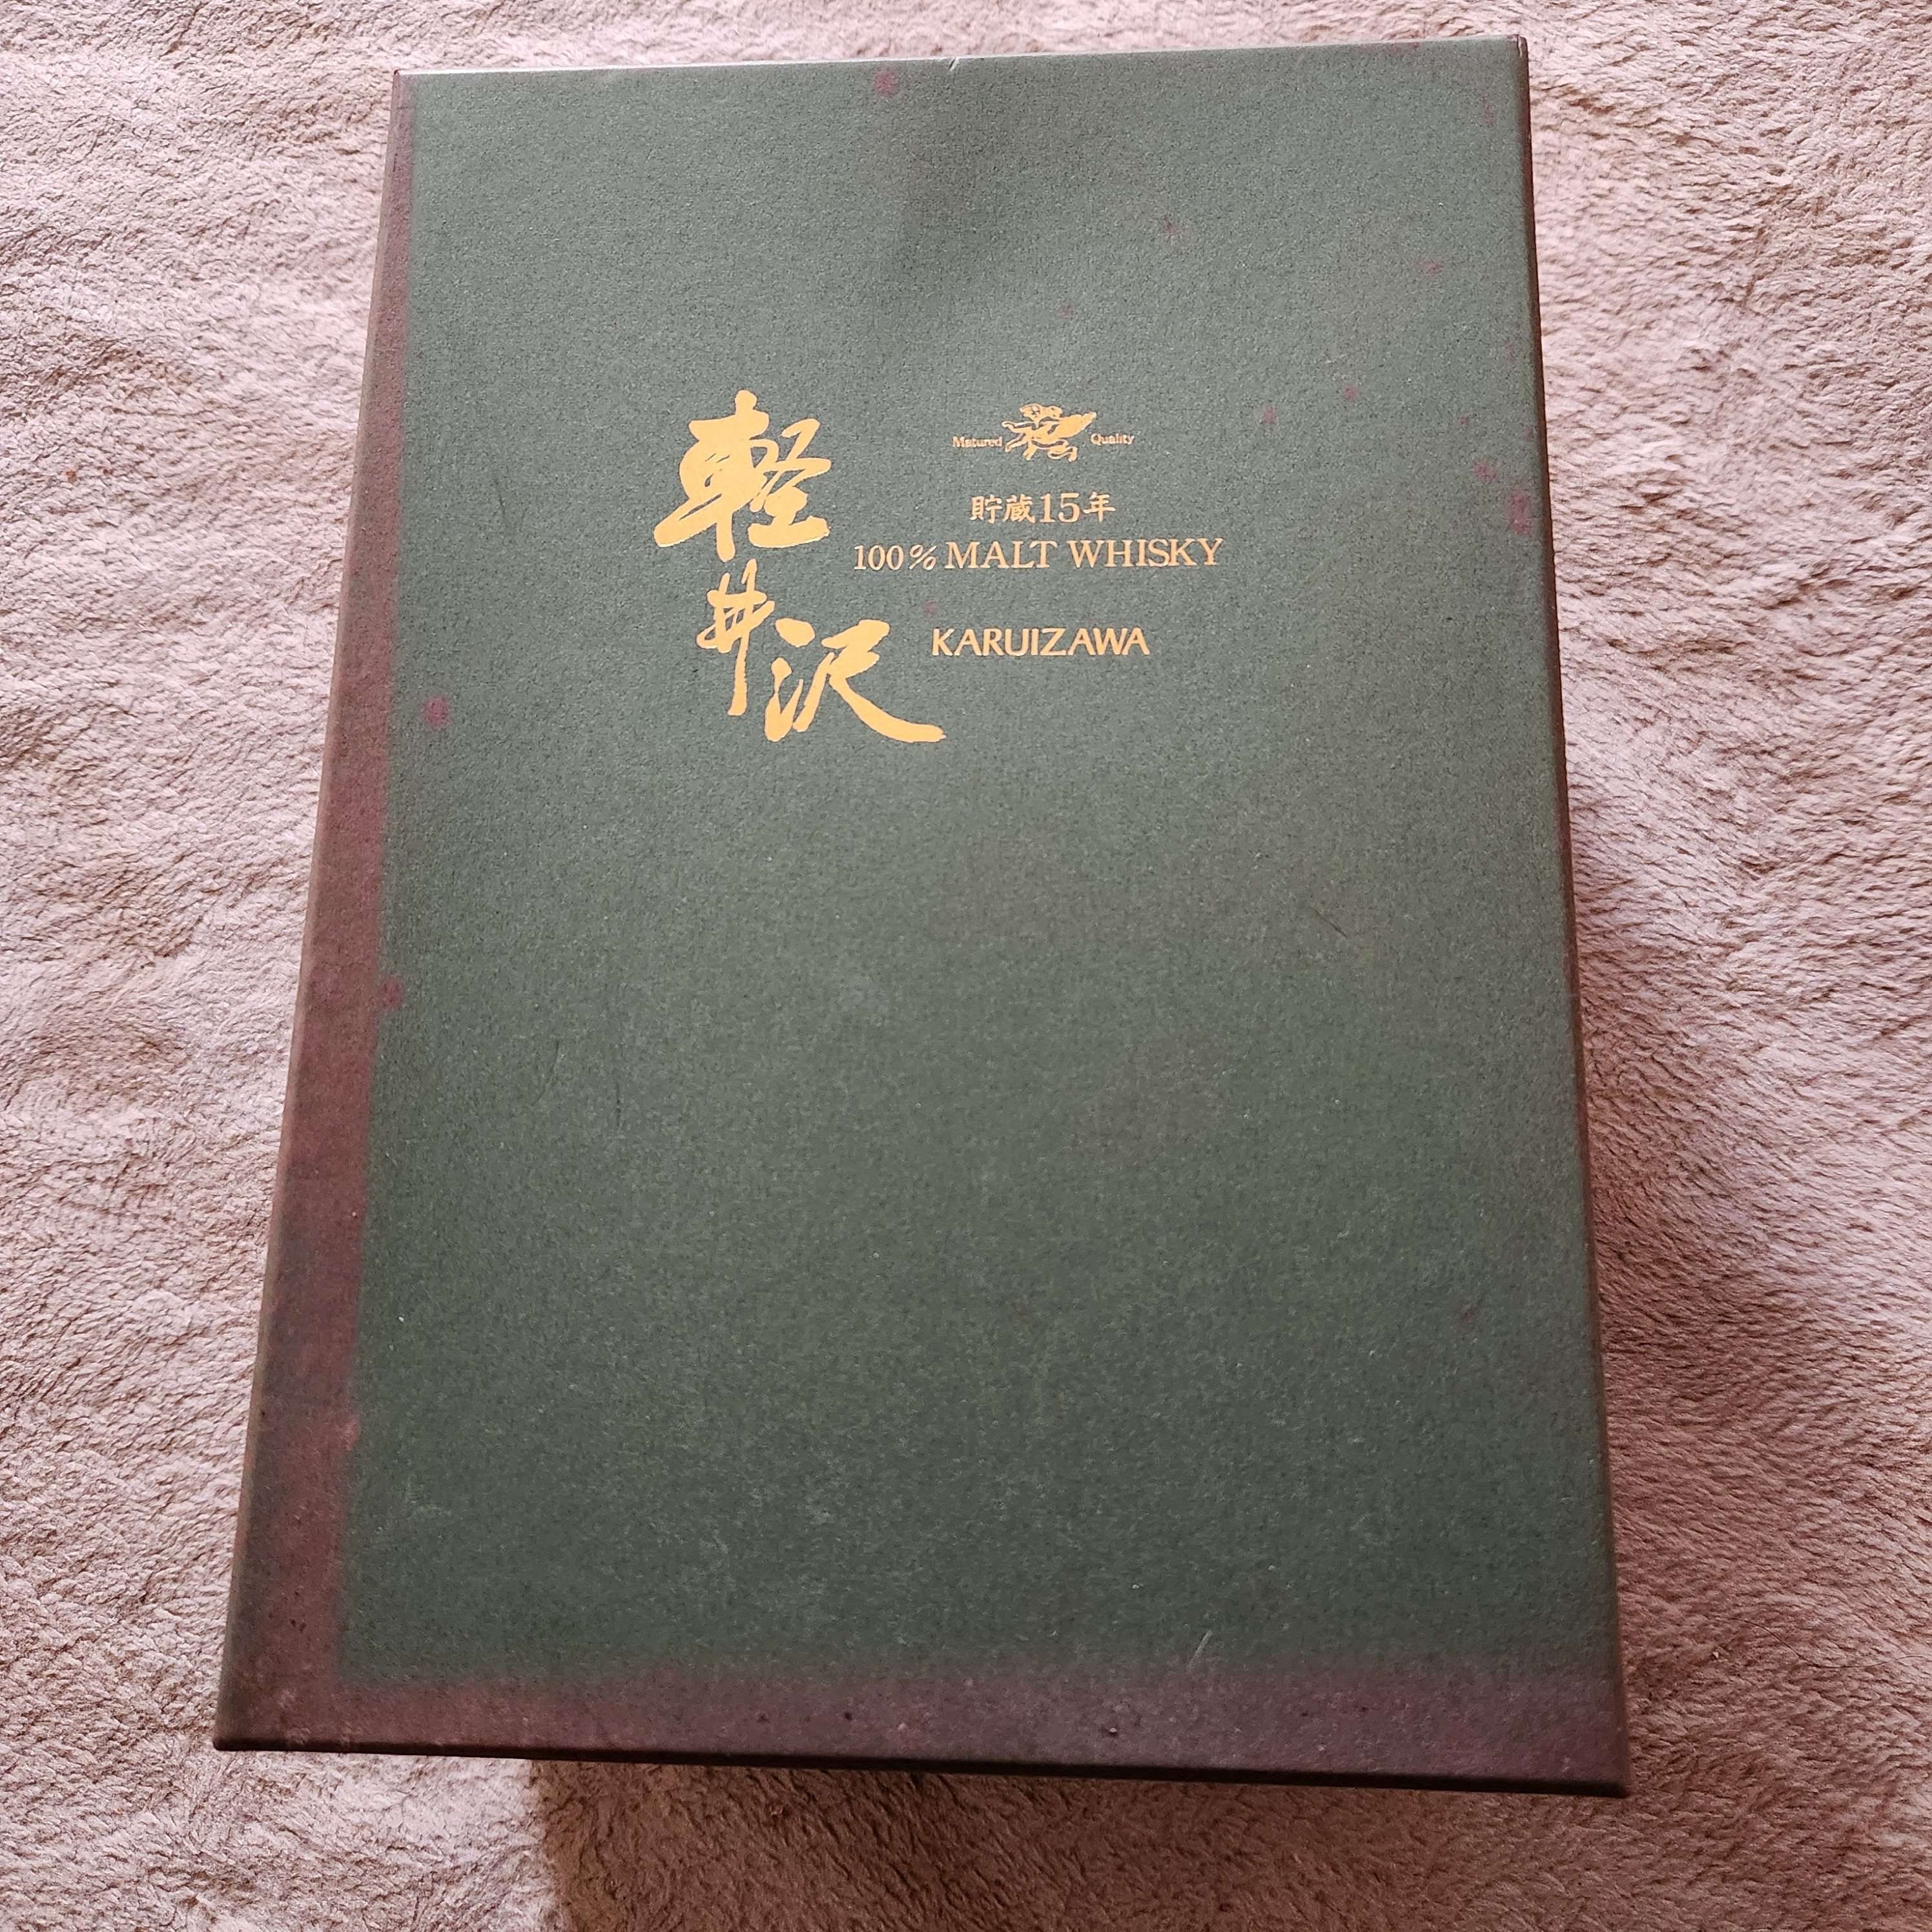 軽井沢
Matured Quality
貯蔵15年
100% MALT WHISKY
KARUIZAWA